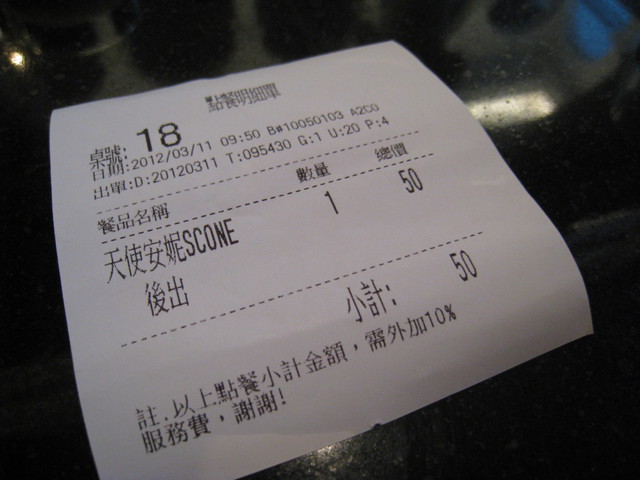 點餐明細單
桌號: 18
日期:2012/03/11 09:50 B#10050103 A2C0
出單:D:20120311 T:095430 G:1 U:20 P:4
餐品名稱 數量 總價
天使安妮SCONE 1 50
後出
小計: 50
註.以上點餐小計金額,需外加10%
服務費,謝謝!